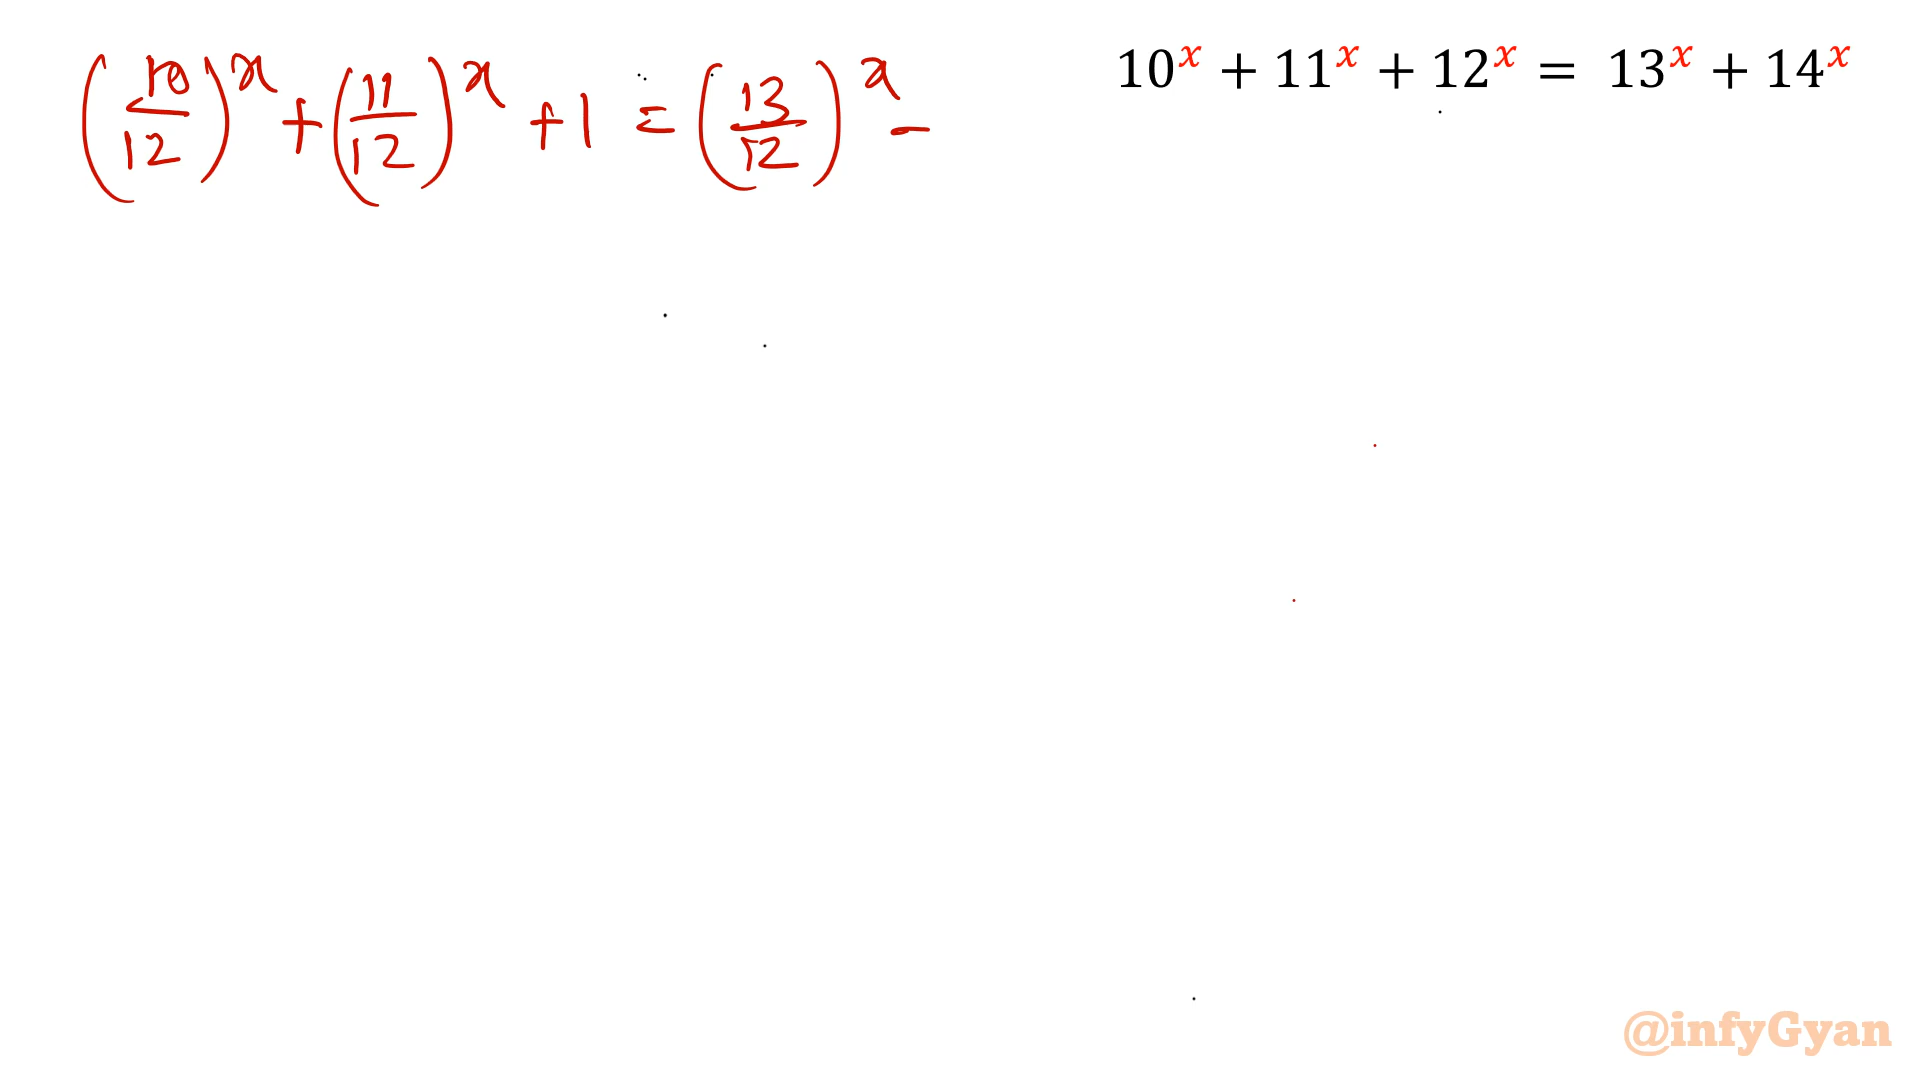 (10/12)^x + (11/12)^x + 1 = (13/12)^x -
10^x + 11^x + 12^x = 13^x + 14^x
@infyGyan